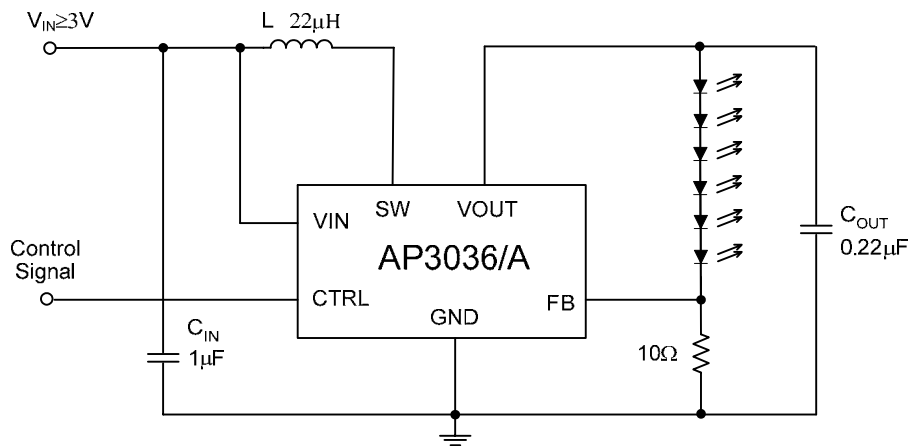 V_IN≥3V
L 22μH
VIN
SW
VOUT
AP3036/A
C_OUT
0.22μF
Control
Signal
CTRL
FB
GND
C_IN
1μF
10Ω